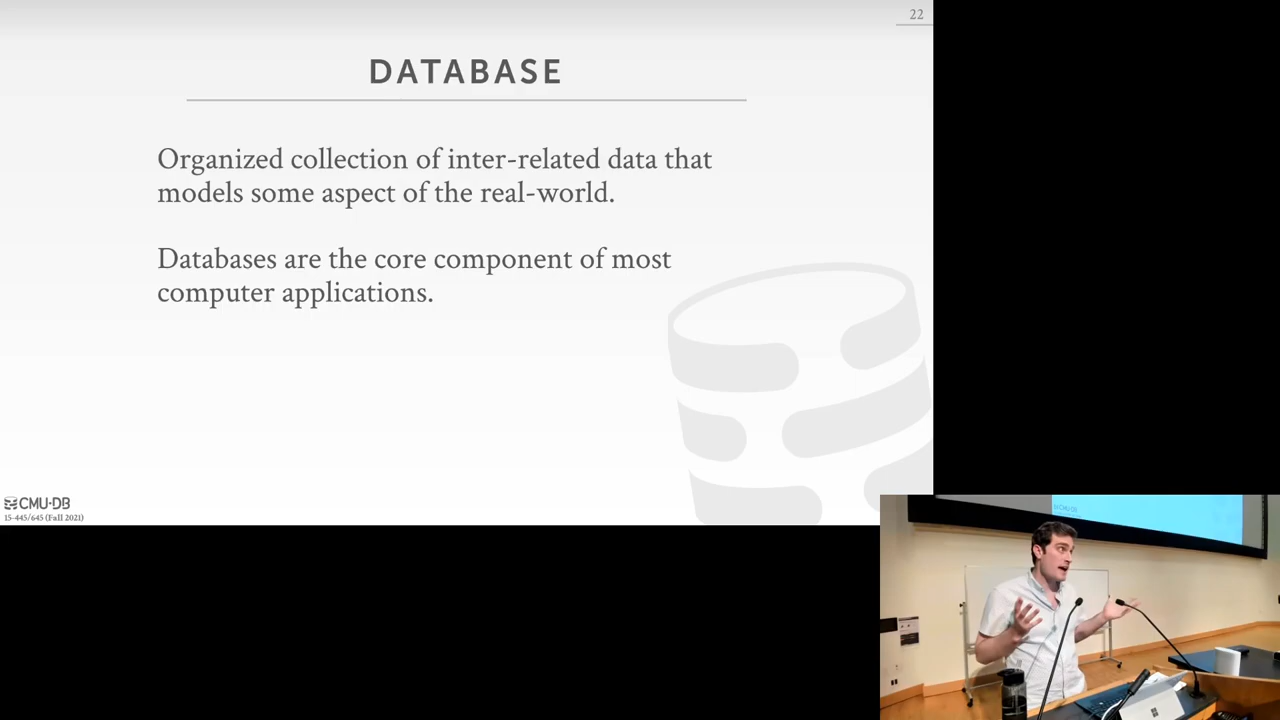 22
DATABASE
Organized collection of inter-related data that
models some aspect of the real-world.
Databases are the core component of most
computer applications.
CMU·DB
15-445/645 (Fall 2021)